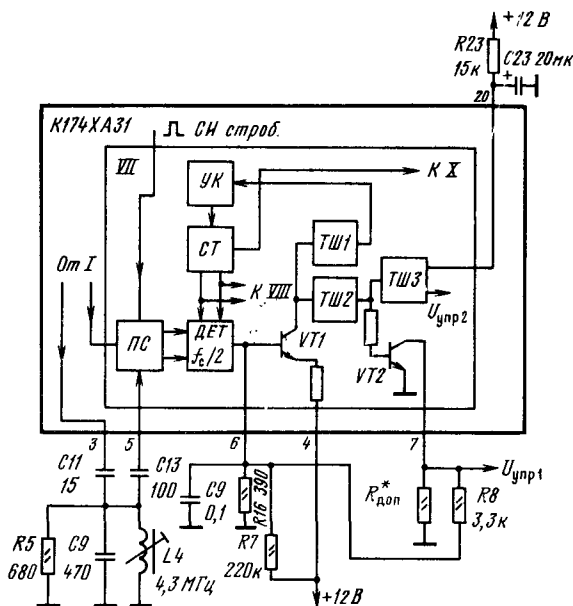 +12 В
R23
15к
C23 20мк
+
20
К174ХА31
СИ строб.
VII
УК
К X
СТ
ТШ1
От I
К VIII
ТШ2
ТШ3
Uупр2
ПС
ДЕТ
fc/2
VT1
VT2
3
5
6
4
7
C11
15
C13
100
C9
0,1
R16 390
R7
220к
Rдоп*
R8
3,3к
Uупр1
R5
680
C9
470
L4
4,3 МГц
+12 В